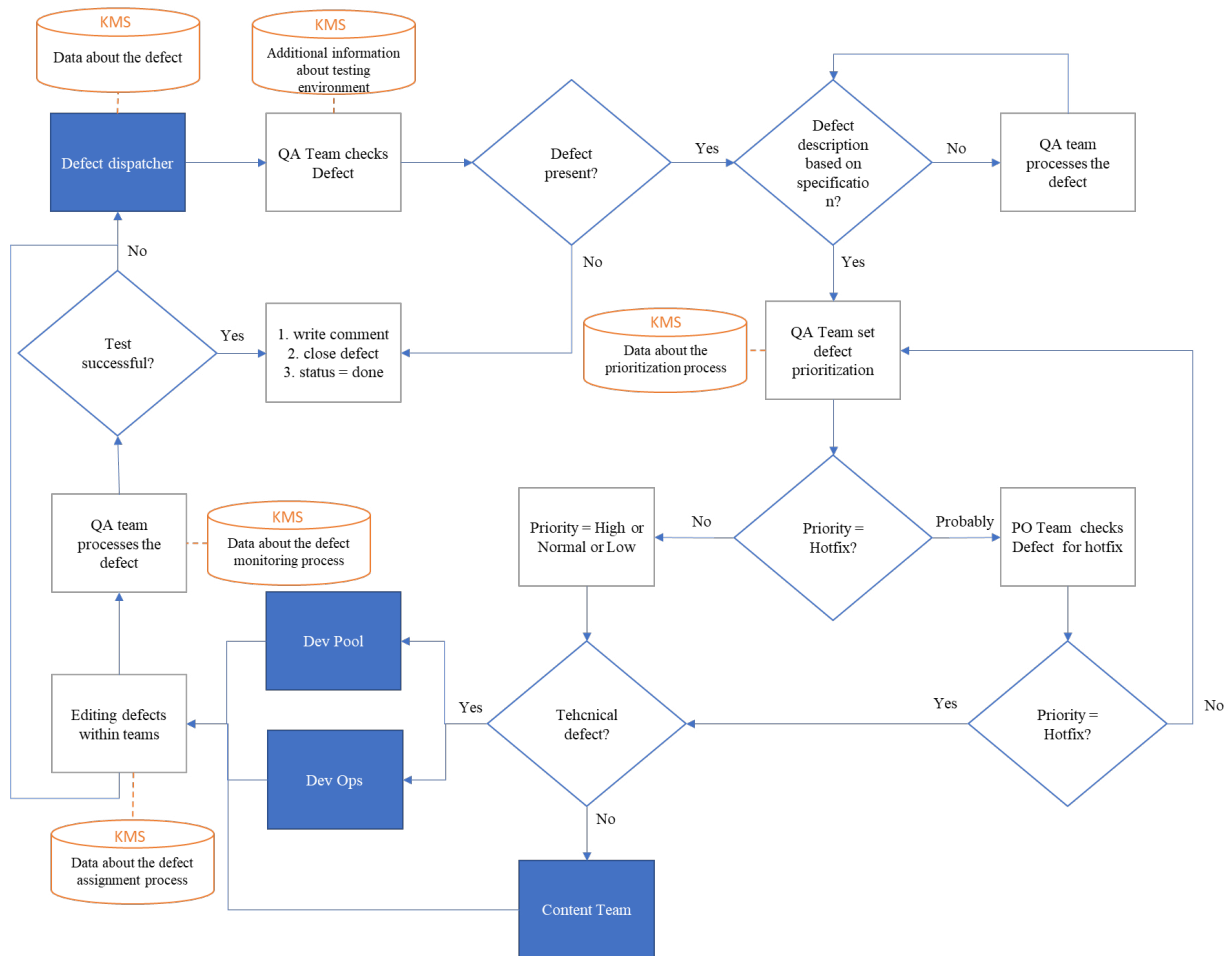 KMS
Data about the defect
KMS
Additional information
about testing
environment
Defect dispatcher
QA Team checks
Defect
Defect
present?
Yes
Defect
description
based on
specificatio
n?
No
QA team
processes the
defect
No
No
Yes
Test
successful?
Yes
1. write comment
2. close defect
3. status = done
KMS
Data about the
prioritization process
QA Team set
defect
prioritization
QA team
processes the
defect
KMS
Data about the defect
monitoring process
Priority = High or
Normal or Low
No
Priority =
Hotfix?
Probably
PO Team checks
Defect for hotfix
Dev Pool
Editing defects
within teams
Yes
Tehcnical
defect?
Yes
Priority =
Hotfix?
No
Dev Ops
No
KMS
Data about the defect
assignment process
Content Team